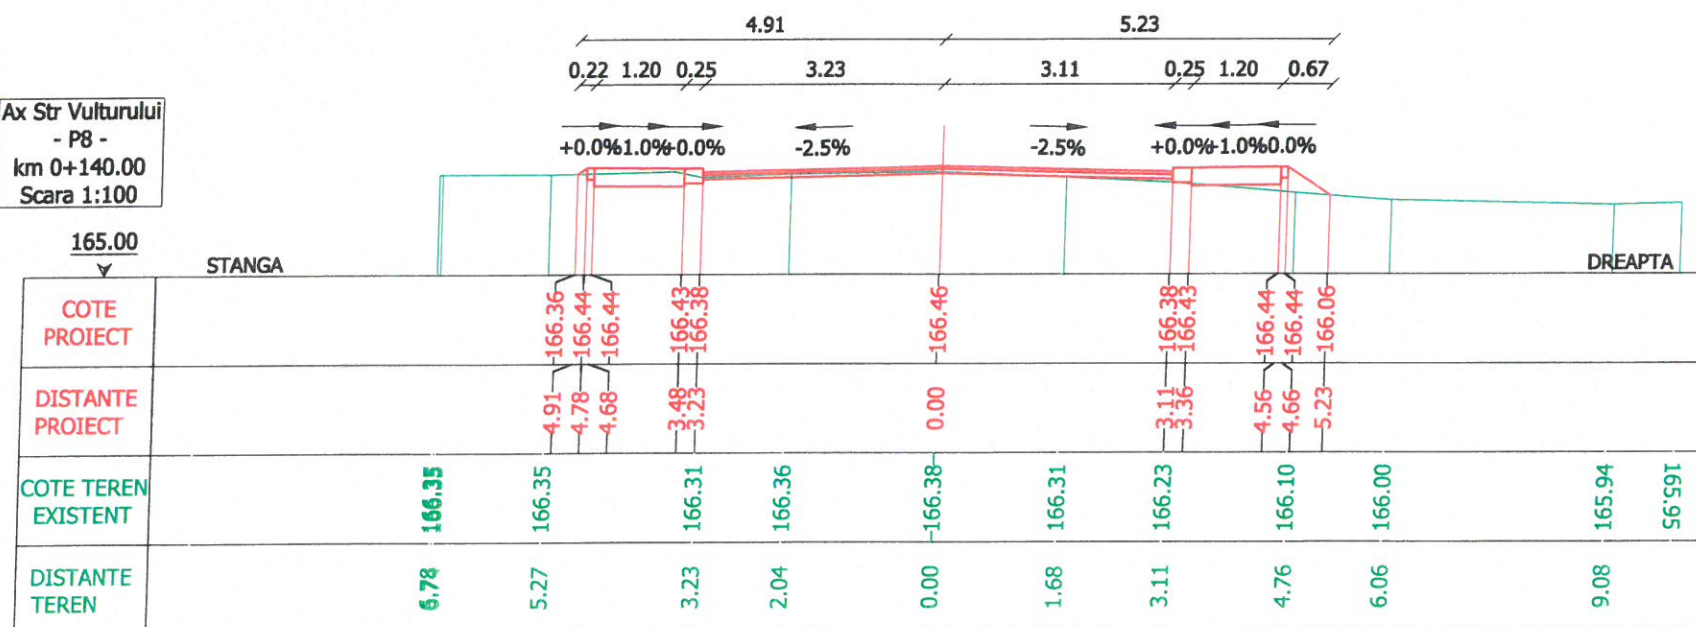 4.91 5.23
0.22 1.20 0.25 3.23 3.11 0.25 1.20 0.67
Ax Str Vulturului
- P8 -
km 0+140.00
Scara 1:100
+0.0% 1.0% +0.0% -2.5% -2.5% +0.0% +1.0% 0.0%
165.00
STANGA DREAPTA
COTE
PROIECT
166.36 166.44 166.44 166.43 166.38 166.46 166.38 166.43 166.44 166.44 166.06
DISTANTE
PROIECT
4.91 4.78 4.68 3.48 3.23 0.00 3.11 3.36 4.56 4.66 5.23
COTE TEREN
EXISTENT
166.35 166.31 166.36 166.38 166.31 166.23 166.10 166.00 165.94 165.95
DISTANTE
TEREN
5.27 3.23 2.04 0.00 1.68 3.11 4.76 6.06 9.08